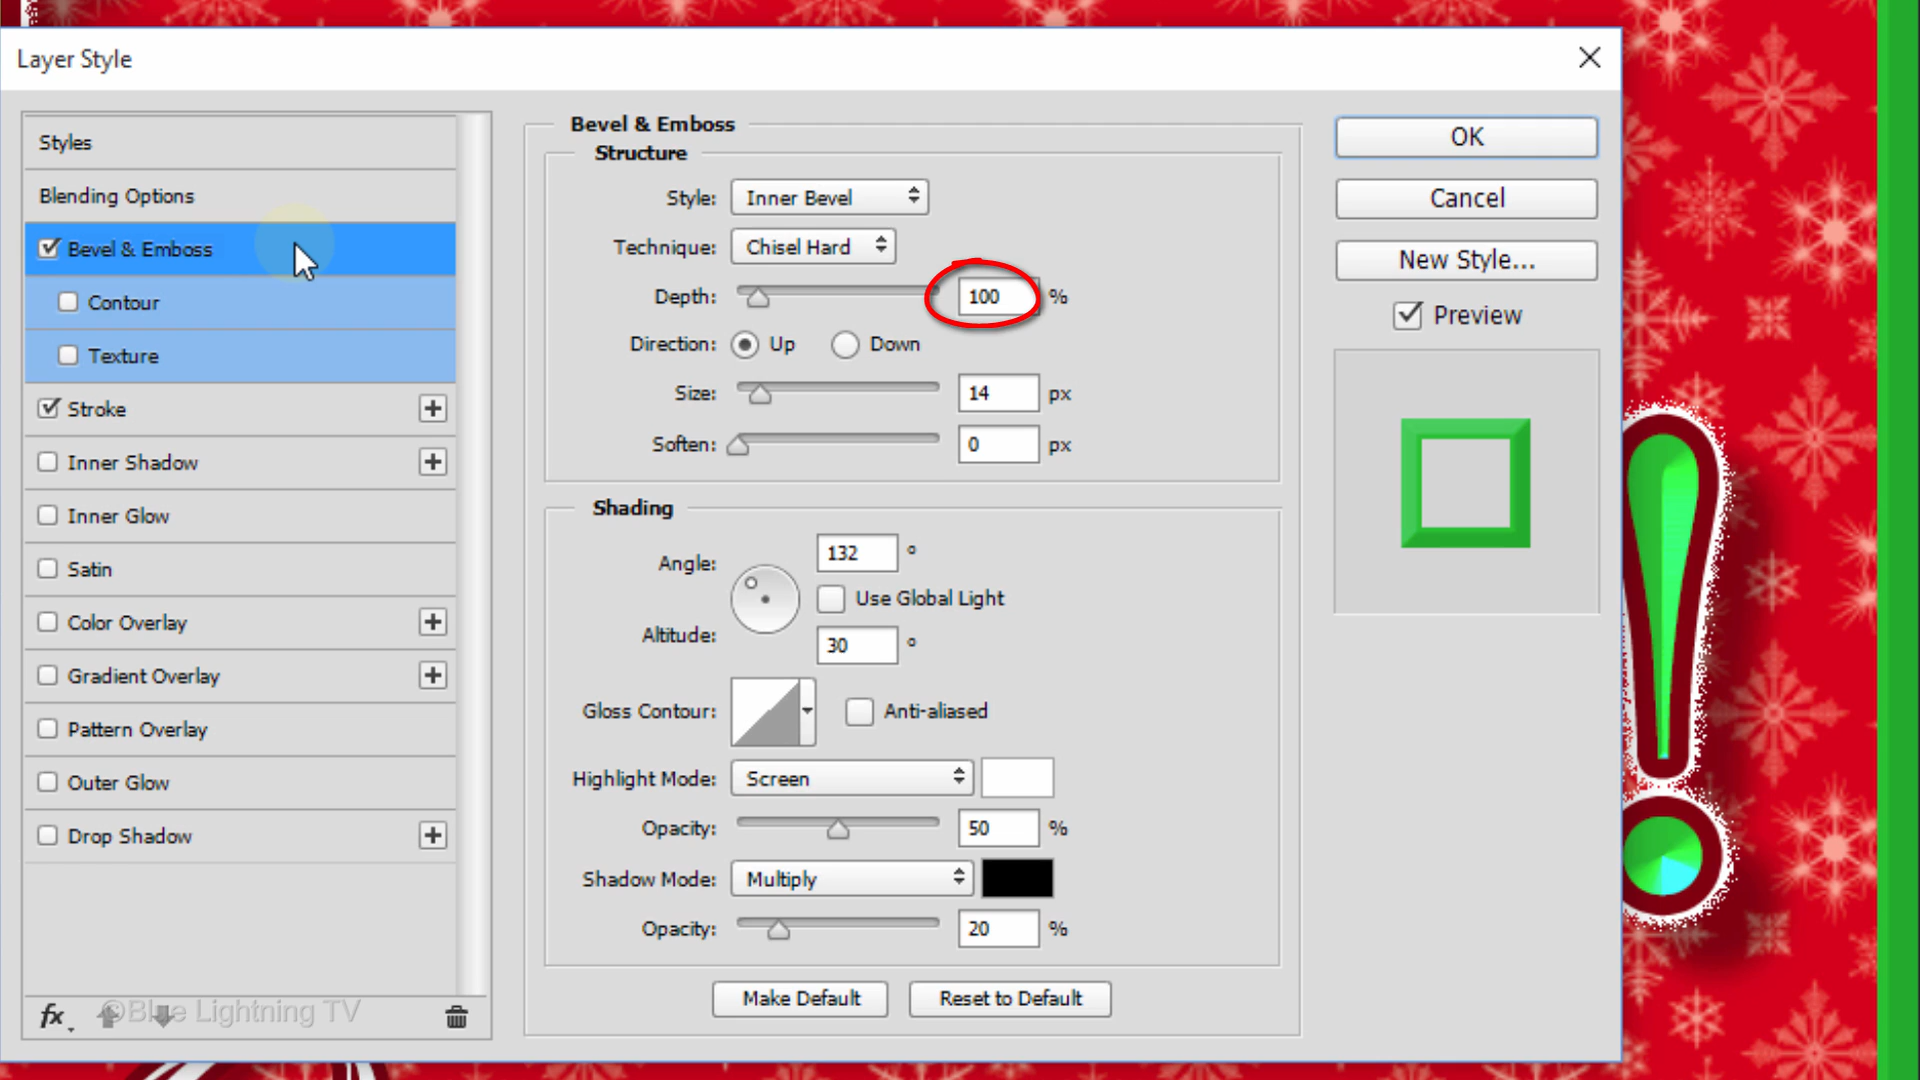 Layer Style
Styles
Blending Options
Bevel & Emboss
Contour
Texture
Stroke
Inner Shadow
Inner Glow
Satin
Color Overlay
Gradient Overlay
Pattern Overlay
Outer Glow
Drop Shadow
fx
©Blue Lightning TV
Bevel & Emboss
Structure
Style: Inner Bevel
Technique: Chisel Hard
Depth: 100 %
Direction: Up Down
Size: 14 px
Soften: 0 px
Shading
Angle: 132 °
Use Global Light
Altitude: 30 °
Gloss Contour: Anti-aliased
Highlight Mode: Screen
Opacity: 50 %
Shadow Mode: Multiply
Opacity: 20 %
Make Default Reset to Default
OK
Cancel
New Style...
Preview
!